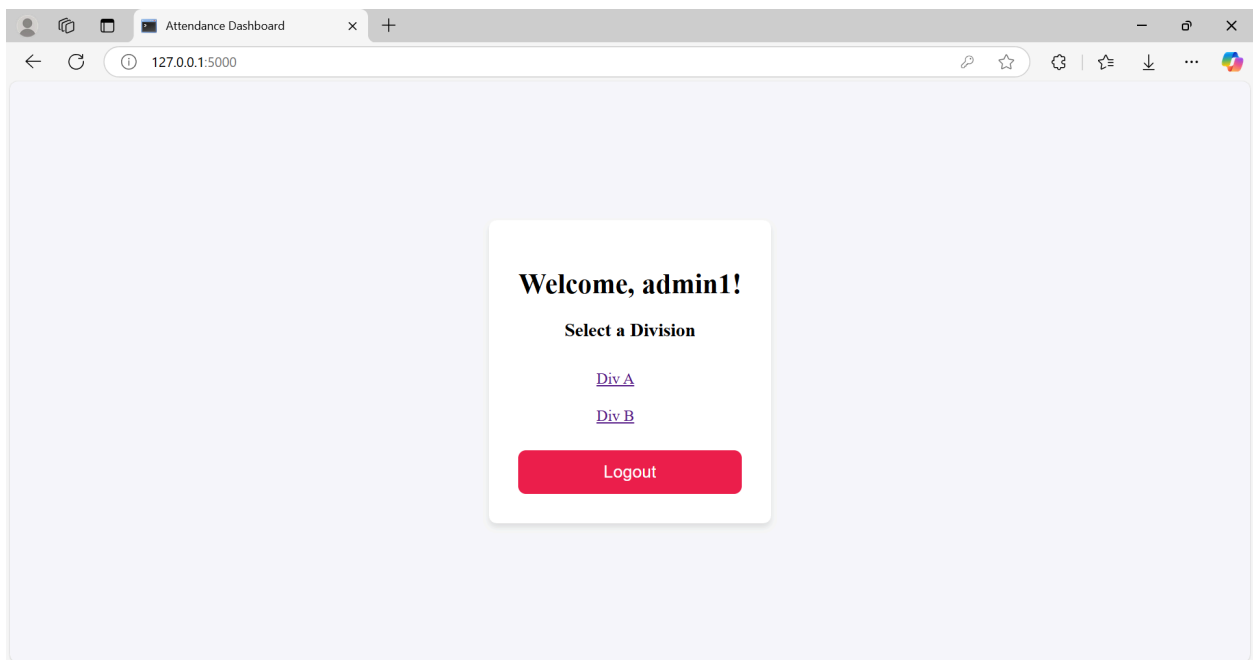 Attendance Dashboard
127.0.0.1:5000
Welcome, admin1!
Select a Division
Div A
Div B
Logout